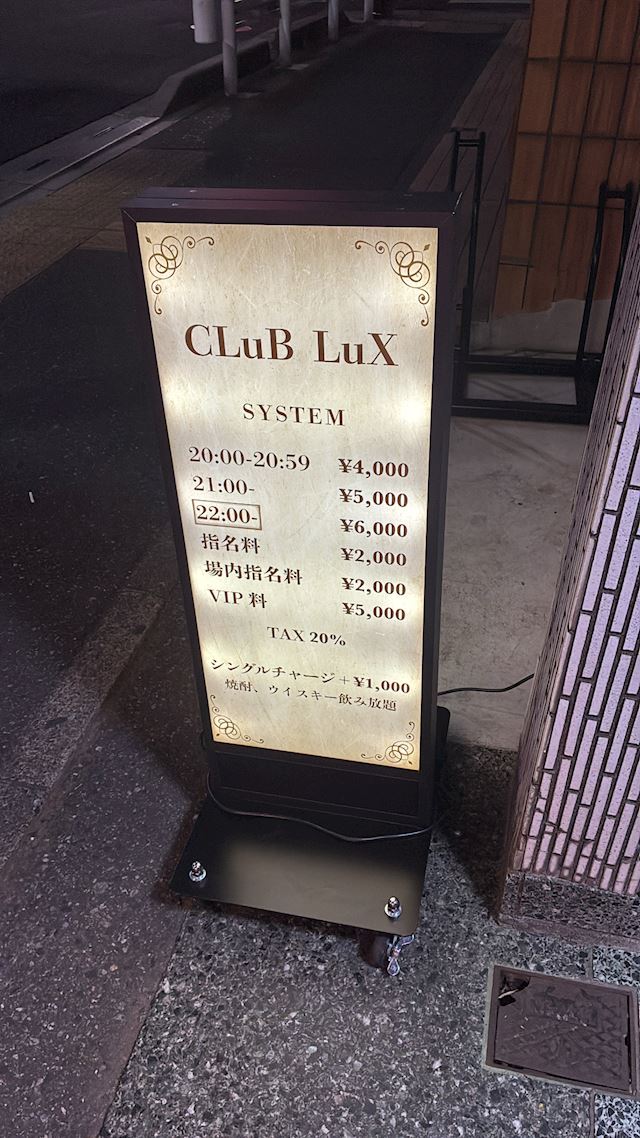 CLuB LuX
SYSTEM
20:00-20:59 ¥4,000
21:00- ¥5,000
22:00- ¥6,000
指名料 ¥2,000
場内指名料 ¥2,000
VIP 料 ¥5,000
TAX 20%
シングルチャージ+¥1,000
焼酎、ウイスキー飲み放題